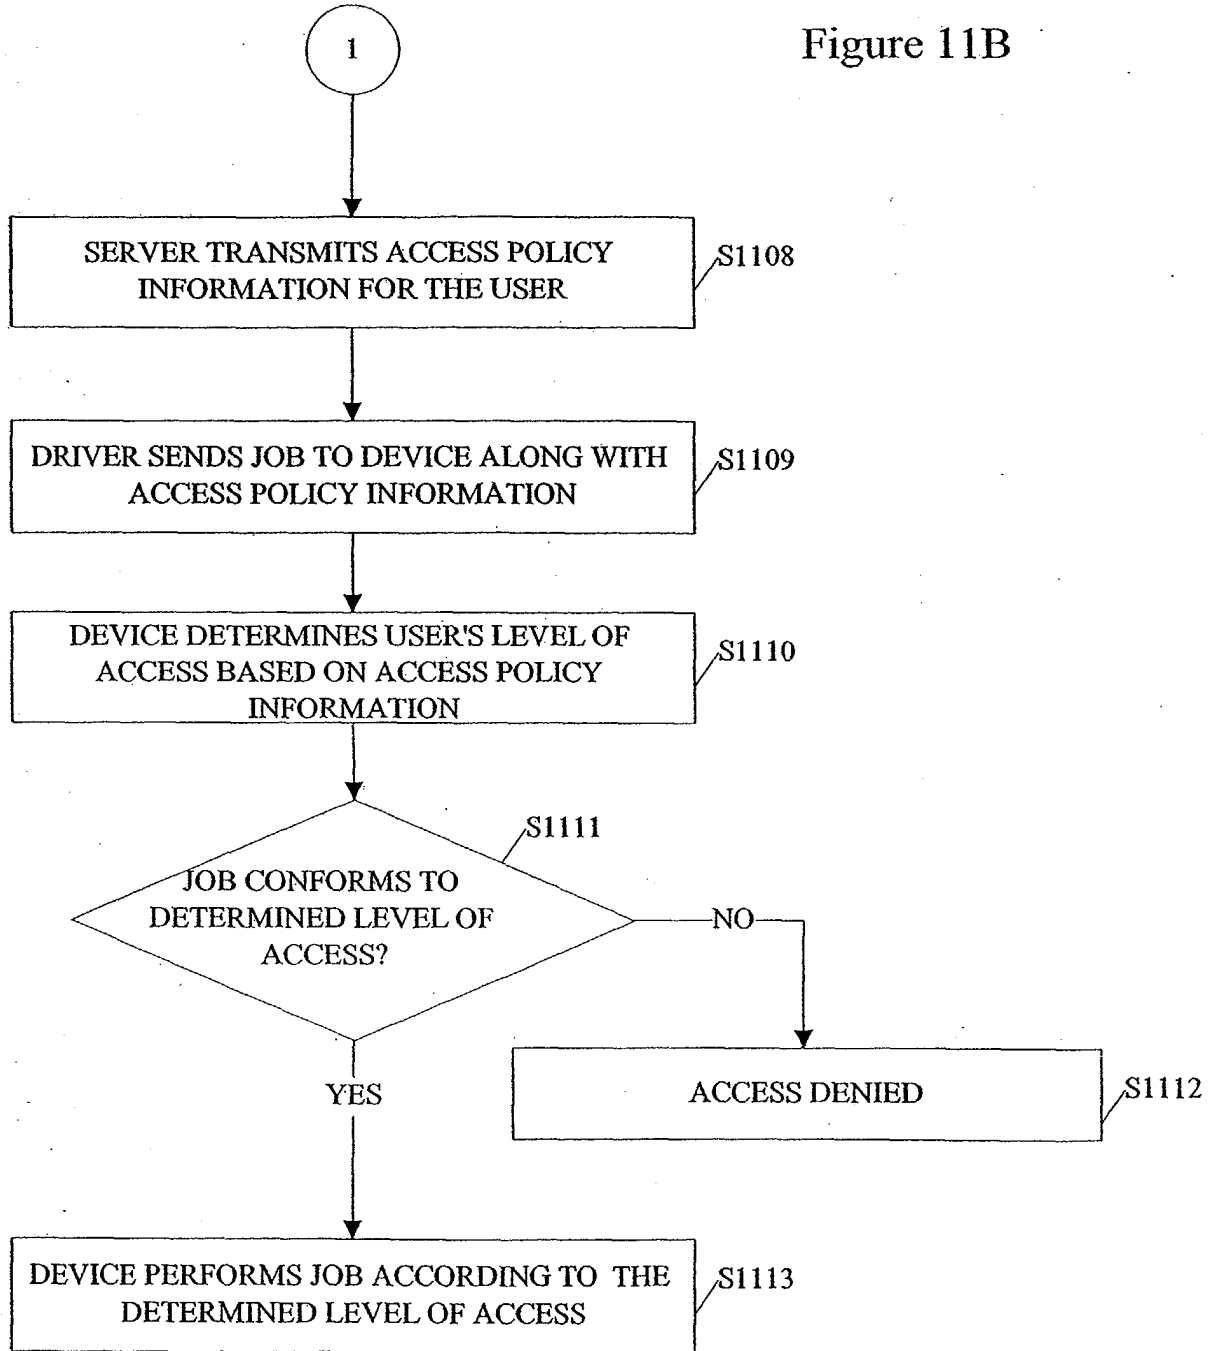 Figure 11B
1
SERVER TRANSMITS ACCESS POLICY
INFORMATION FOR THE USER
S1108
DRIVER SENDS JOB TO DEVICE ALONG WITH
ACCESS POLICY INFORMATION
S1109
DEVICE DETERMINES USER'S LEVEL OF
ACCESS BASED ON ACCESS POLICY
INFORMATION
S1110
S1111
JOB CONFORMS TO
DETERMINED LEVEL OF
ACCESS?
NO
YES
ACCESS DENIED
S1112
DEVICE PERFORMS JOB ACCORDING TO THE
DETERMINED LEVEL OF ACCESS
S1113